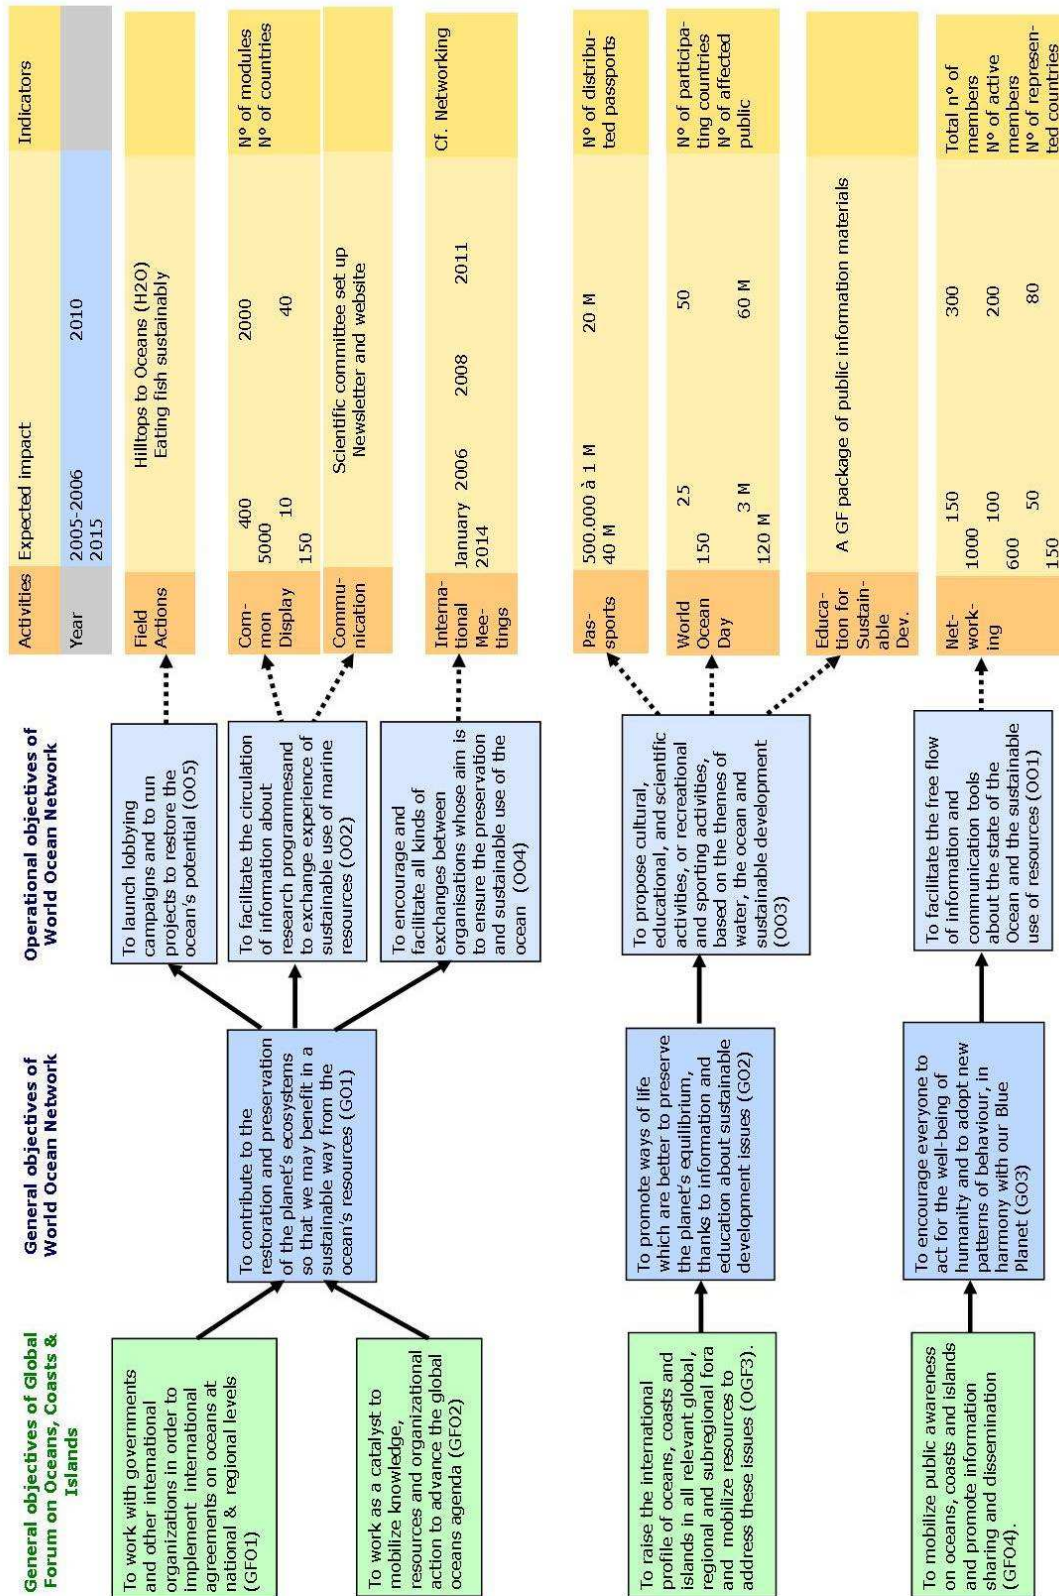 General objectives of Global
Forum on Oceans, Coasts &
Islands
General objectives of
World Ocean Network
Operational objectives of
World Ocean Network
Activities
Expected impact
Indicators
Year
2005-2006
2010
2015
To work with governments
and other international
organizations in order to
implement international
agreements on oceans at
national & regional levels
(GFO1)
To work as a catalyst to
mobilize knowledge,
resources and organizational
action to advance the global
oceans agenda (GFO2)
To raise the international
profile of oceans, coasts and
islands in all relevant global,
regional and subregional fora
and mobilize resources to
address these issues (OGF3).
To mobilize public awareness
on oceans, coasts and islands
and promote information
sharing and dissemination
(GFO4).
To contribute to the
restoration and preservation
of the planet's ecosystems
so that we may benefit in a
sustainable way from the
ocean's resources (GO1)
To promote ways of life
which are better to preserve
the planet's equilibrium,
thanks to information and
education about sustainable
development issues (GO2)
To encourage everyone to
act for the well-being of
humanity and to adopt new
patterns of behaviour, in
harmony with our Blue
Planet (GO3)
To launch lobbying
campaigns and to run
projects to restore the
ocean's potential (OO5)
To facilitate the circulation
of information about
research programmesand
to exchange experience of
sustainable use of marine
resources (OO2)
To encourage and
facilitate all kinds of
exchanges between
organisations whose aim is
to ensure the preservation
and sustainable use of the
ocean (OO4)
To propose cultural,
educational, and scientific
activities, or recreational
and sporting activities,
based on the themes of
water, the ocean and
sustainable development
(OO3)
To facilitate the free flow
of information and
communication tools
about the state of the
Ocean and the sustainable
use of resources (OO1)
Field
Actions
Hilltops to Oceans (H2O)
Eating fish sustainably
Com-
mon
Display
400
2000
5000
10
40
150
N° of modules
N° of countries
Commu-
nication
Scientific committee set up
Newsletter and website
Interna-
tional
Mee-
tings
January 2006
2008
2011
2014
Cf. Networking
Pas-
sports
500.000 à 1 M
20 M
40 M
N° of distribu-
ted passports
World
Ocean
Day
25
50
150
3 M
60 M
120 M
N° of participa-
ting countries
N° of affected
public
Educa-
tion for
Sustain-
able
Dev.
A GF package of public information materials
Net-
work-
ing
150
300
1000
100
200
600
50
80
150
Total n° of
members
N° of active
members
N° of represen-
ted countries